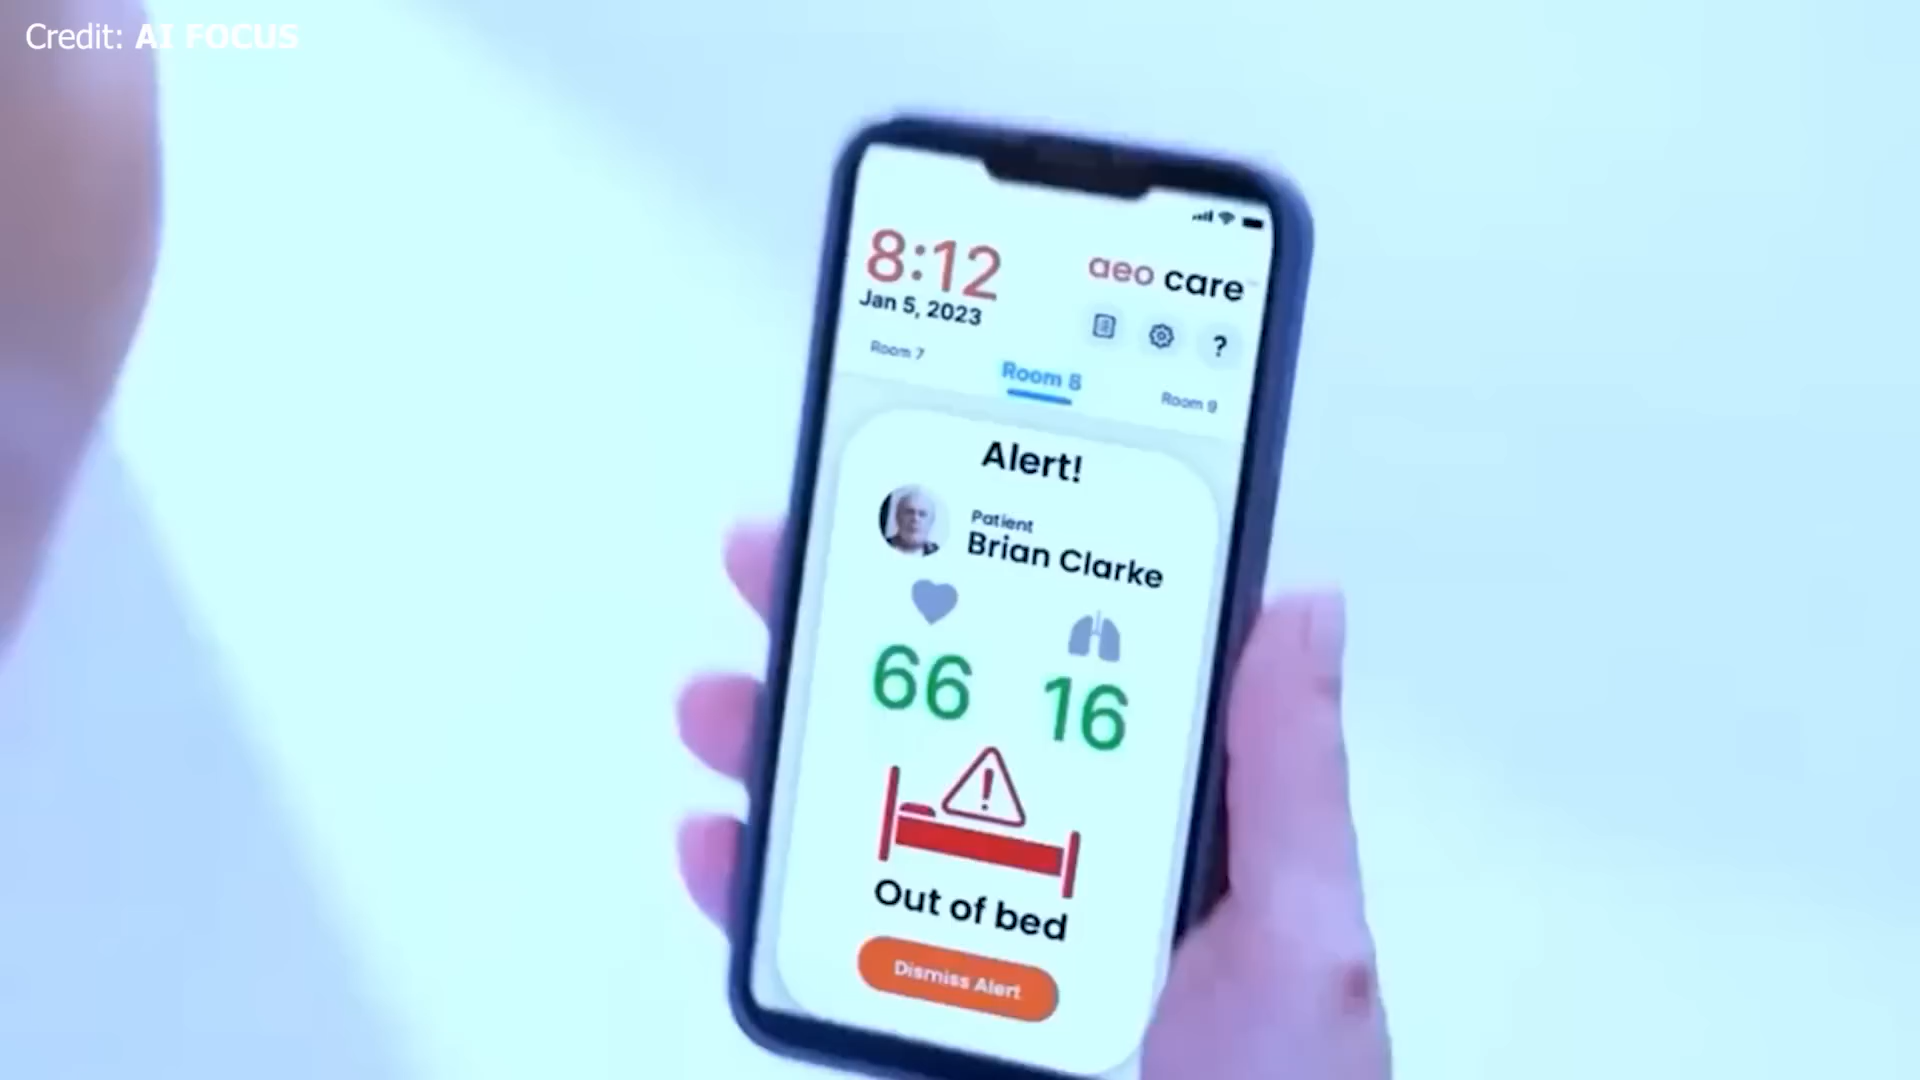 Credit: AI FOCUS
8:12
aeo care
Jan 5, 2023
?
Room 7
Room 8
Room 9
Alert!
Patient
Brian Clarke
66
16
!
Out of bed
Dismiss Alert